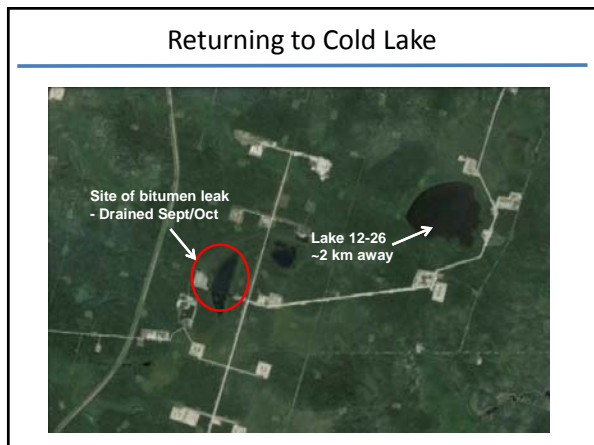 Returning to Cold Lake
Site of bitumen leak
- Drained Sept/Oct
Lake 12-26
~2 km away